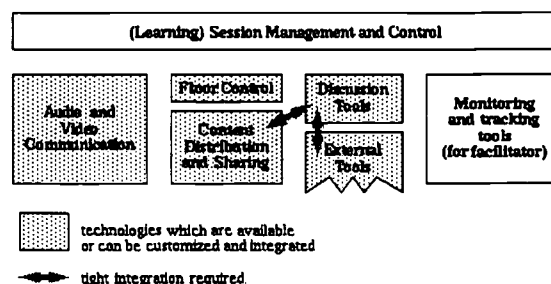 (Learning) Session Management and Control
Audio and
Video
Communication
Floor Control
Content
Distribution
and Sharing
Discussion
Tools
External
Tools
Monitoring
and tracking
tools
(for facilitator)
technologies which are available
or can be customized and integrated
tight integration required